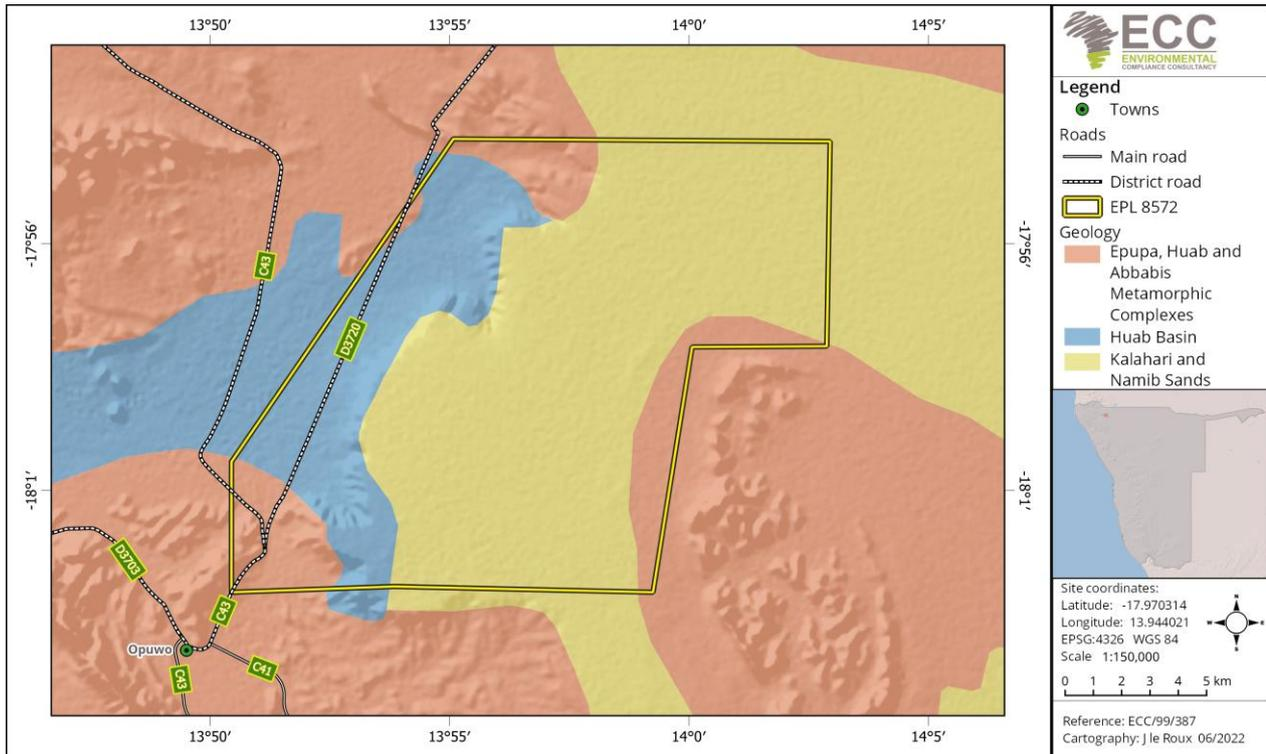 13°50'
13°55'
14°0'
14°5'
-17°56'
-17°56'
C43
D3720
-18°1'
-18°1'
D3703
C43
Opuwo
C43
C41
13°50'
13°55'
14°0'
14°5'
ECC
ENVIRONMENTAL
COMPLIANCE CONSULTANCY
Legend
Towns
Roads
Main road
District road
EPL 8572
Geology
Epupa, Huab and
Abbabis
Metamorphic
Complexes
Huab Basin
Kalahari and
Namib Sands
Site coordinates:
Latitude: -17.970314
Longitude: 13.944021
EPSG:4326 WGS 84
Scale 1:150,000
N
W
E
S
0 1 2 3 4 5 km
Reference: ECC/99/387
Cartography: J le Roux 06/2022